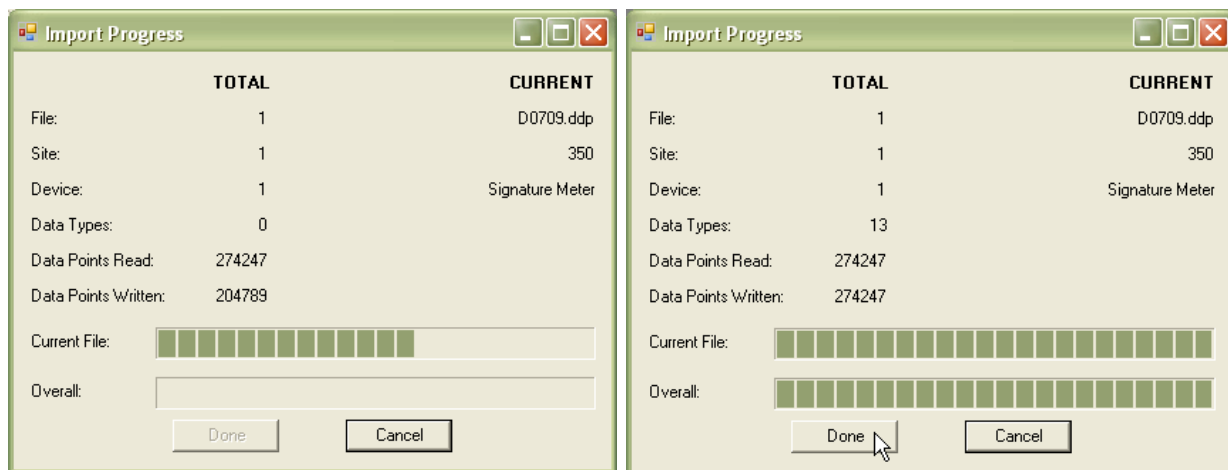 Import Progress
TOTAL CURRENT
File: 1 D0709.ddp
Site: 1 350
Device: 1 Signature Meter
Data Types: 0
Data Points Read: 274247
Data Points Written: 204789
Current File:
Overall:
Done Cancel
Import Progress
TOTAL CURRENT
File: 1 D0709.ddp
Site: 1 350
Device: 1 Signature Meter
Data Types: 13
Data Points Read: 274247
Data Points Written: 274247
Current File:
Overall:
Done Cancel